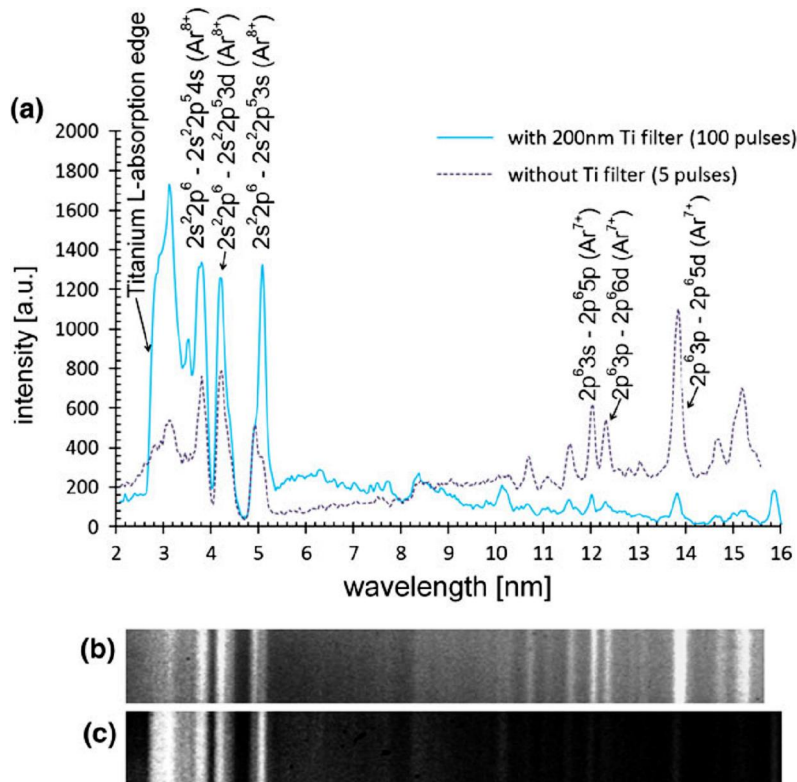 (a)
Titanium L-absorption edge
2s²2p⁶ - 2s²2p⁵4s (Ar⁸⁺)
2s²2p⁶ - 2s²2p⁵3d (Ar⁸⁺)
2s²2p⁶ - 2s²2p⁵3s (Ar⁸⁺)
with 200nm Ti filter (100 pulses)
without Ti filter (5 pulses)
2p⁶3s - 2p⁶5p (Ar⁷⁺)
2p⁶3p - 2p⁶6d (Ar⁷⁺)
2p⁶3p - 2p⁶5d (Ar⁷⁺)
intensity [a.u.]
2000
1800
1600
1400
1200
1000
800
600
400
200
0
2 3 4 5 6 7 8 9 10 11 12 13 14 15 16
wavelength [nm]
(b)
(c)